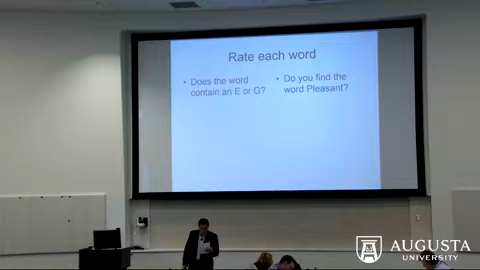 Rate each word
• Does the word
contain an E or G?
• Do you find the
word Pleasant?
AUGUSTA
UNIVERSITY